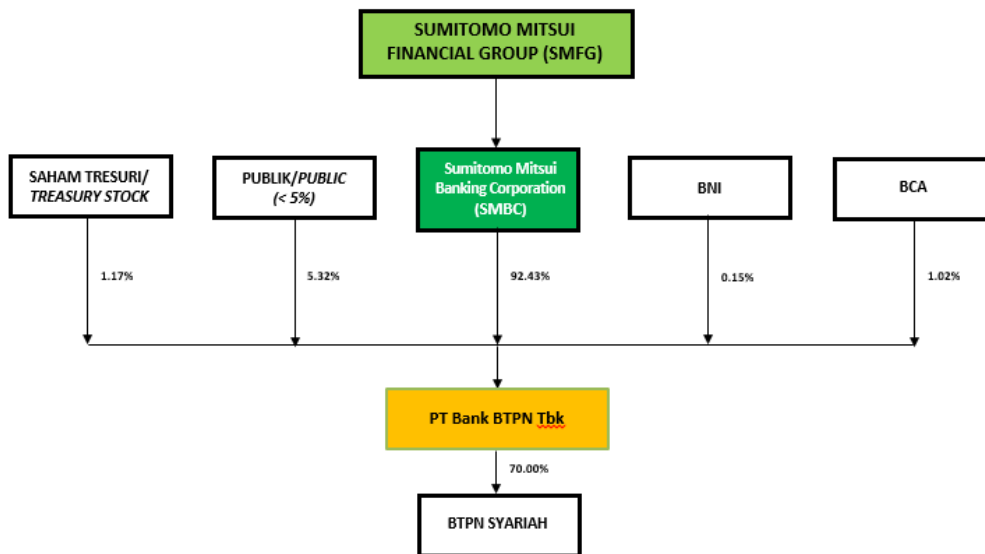 SUMITOMO MITSUI
FINANCIAL GROUP (SMFG)
SAHAM TRESURI/
TREASURY STOCK
PUBLIK/PUBLIC
(< 5%)
Sumitomo Mitsui
Banking Corporation
(SMBC)
BNI
BCA
1.17%
5.32%
92.43%
0.15%
1.02%
PT Bank BTPN Tbk
70.00%
BTPN SYARIAH